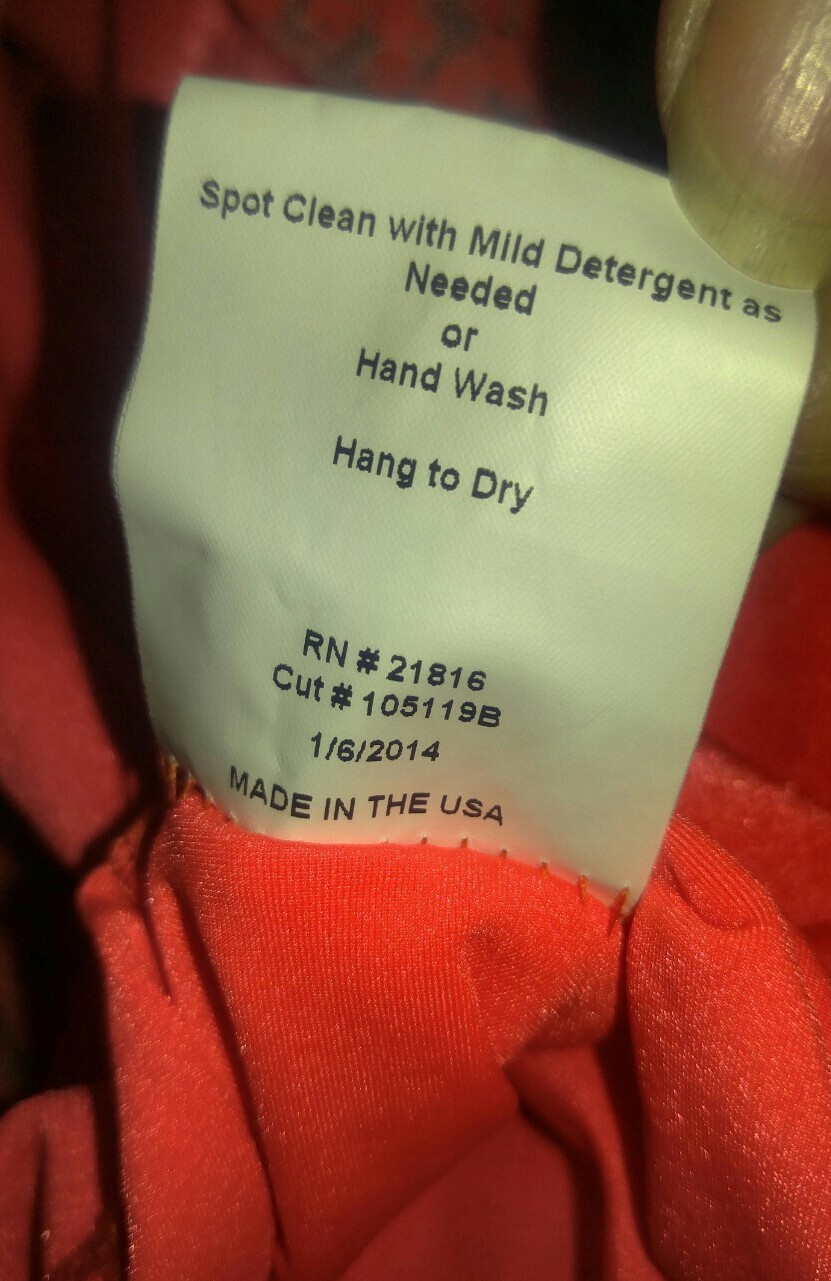 Spot Clean with Mild Detergent as
Needed
or
Hand Wash
Hang to Dry
RN # 21816
Cut # 105119B
1/6/2014
MADE IN THE USA